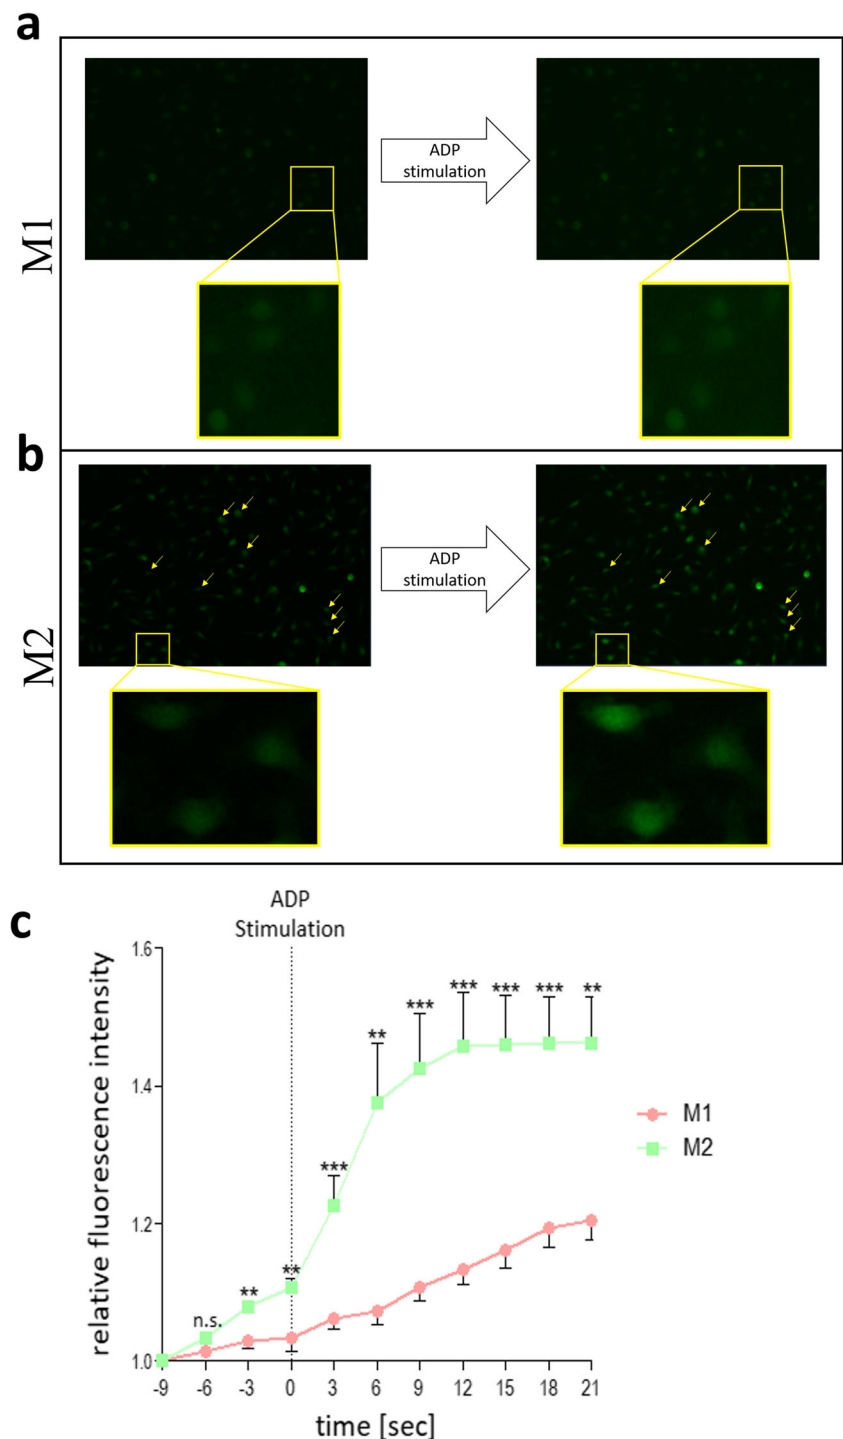 a
M1
ADP
stimulation
b
M2
ADP
stimulation
c
ADP
Stimulation
relative fluorescence intensity
1.6
1.4
1.2
1.0
n.s.
**
**
***
**
***
***
***
***
**
M1
M2
-9 -6 -3 0 3 6 9 12 15 18 21
time [sec]